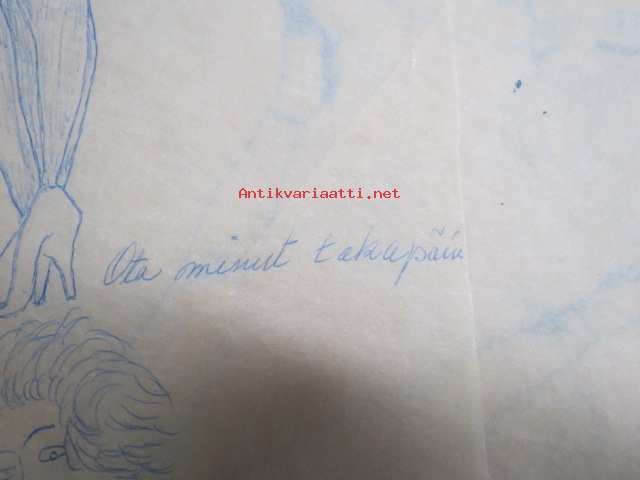 Antikvariaatti.net
Ota minut takapäin